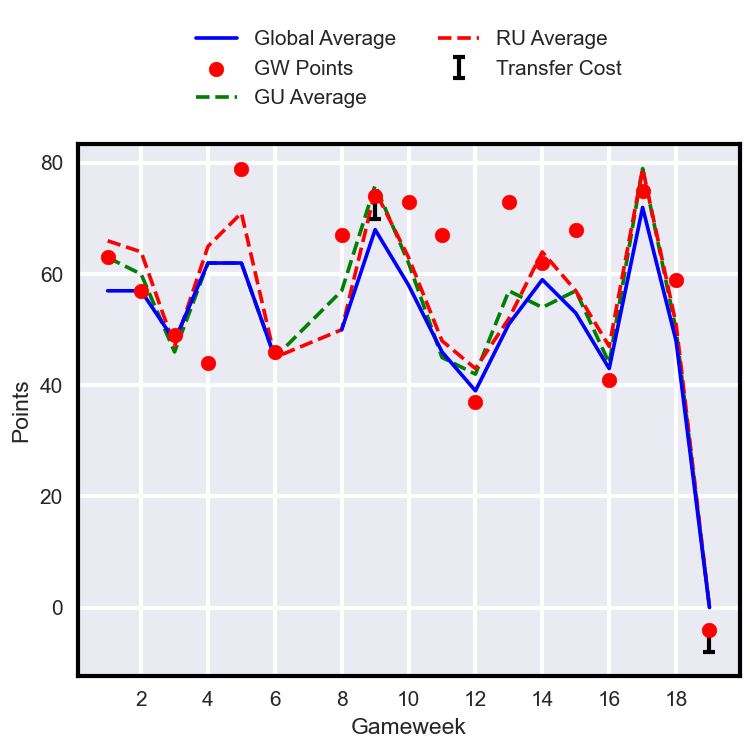 Global Average
GW Points
GU Average
RU Average
Transfer Cost
80
60
40
20
0
Points
2 4 6 8 10 12 14 16 18
Gameweek